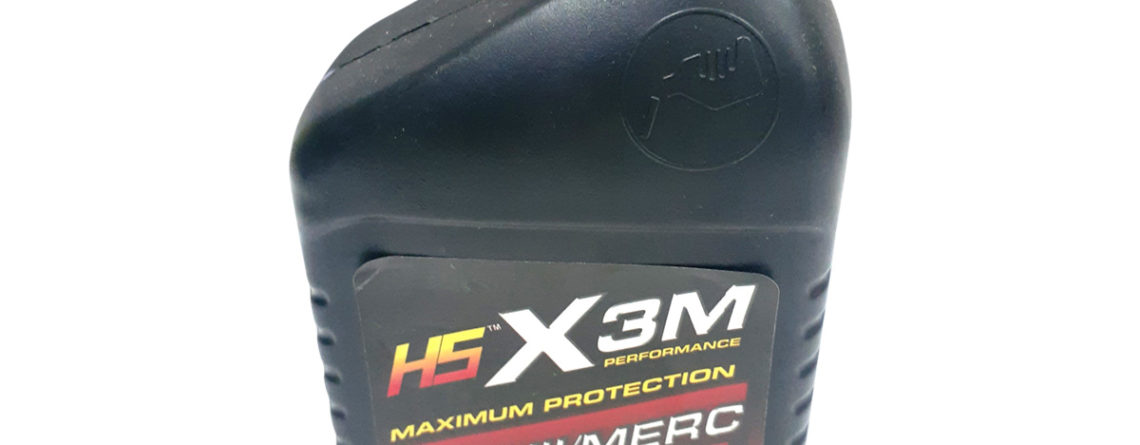 HS™ X3M
PERFORMANCE
MAXIMUM PROTECTION
/MERC